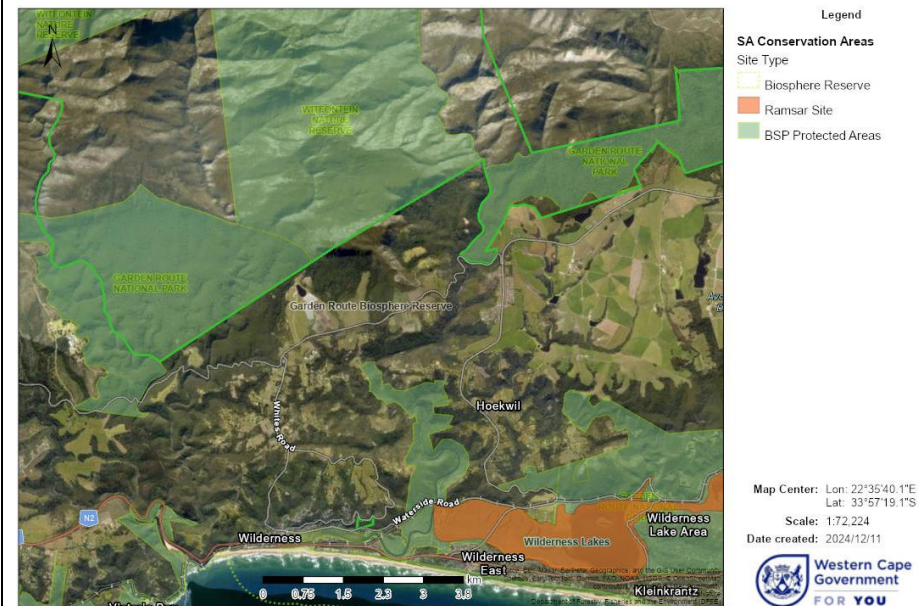 WITFONTEIN
NATURE
RESERVE
N
WITFONTEIN
NATURE
RESERVE
GARDEN ROUTE
NATIONAL
PARK
GARDEN ROUTE
NATIONAL PARK
Garden Route Biosphere Reserve
Hoekwil
Whites Road
Waterside Road
N2
Wilderness
Wilderness Lakes
Wilderness
Lake Area
Wilderness
East
Kleinkrantz
km
0 0.75 1.5 2.3 3 3.8
Legend
SA Conservation Areas
Site Type
Biosphere Reserve
Ramsar Site
BSP Protected Areas
Map Center: Lon: 22°35'40.1"E
Lat: 33°57'19.1"S
Scale: 1:72,224
Date created: 2024/12/11
Western Cape
Government
FOR YOU